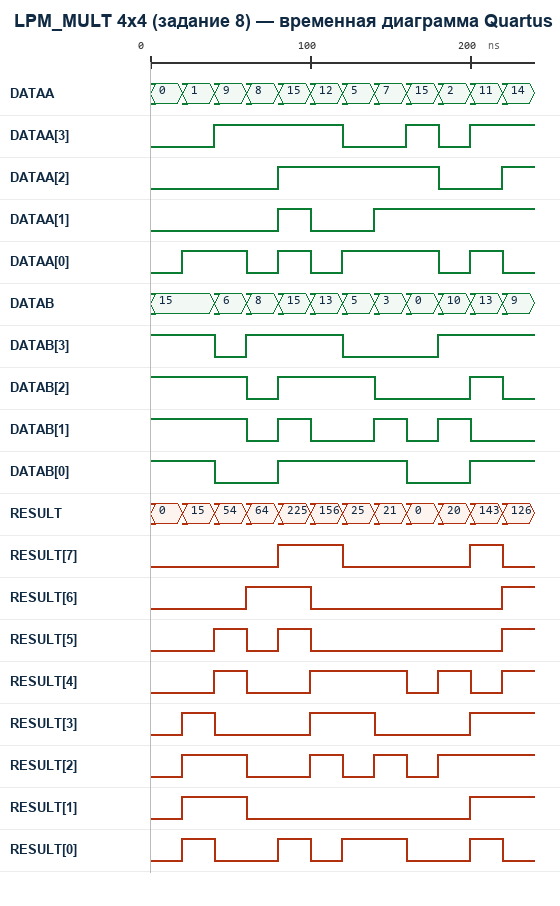 LPM_MULT 4x4 (задание 8) — временная диаграмма Quartus
0 100 200 ns
DATAA 0 1 9 8 15 12 5 7 15 2 11 14
DATAA[3]
DATAA[2]
DATAA[1]
DATAA[0]
DATAB 15 6 8 15 13 5 3 0 10 13 9
DATAB[3]
DATAB[2]
DATAB[1]
DATAB[0]
RESULT 0 15 54 64 225 156 25 21 0 20 143 126
RESULT[7]
RESULT[6]
RESULT[5]
RESULT[4]
RESULT[3]
RESULT[2]
RESULT[1]
RESULT[0]